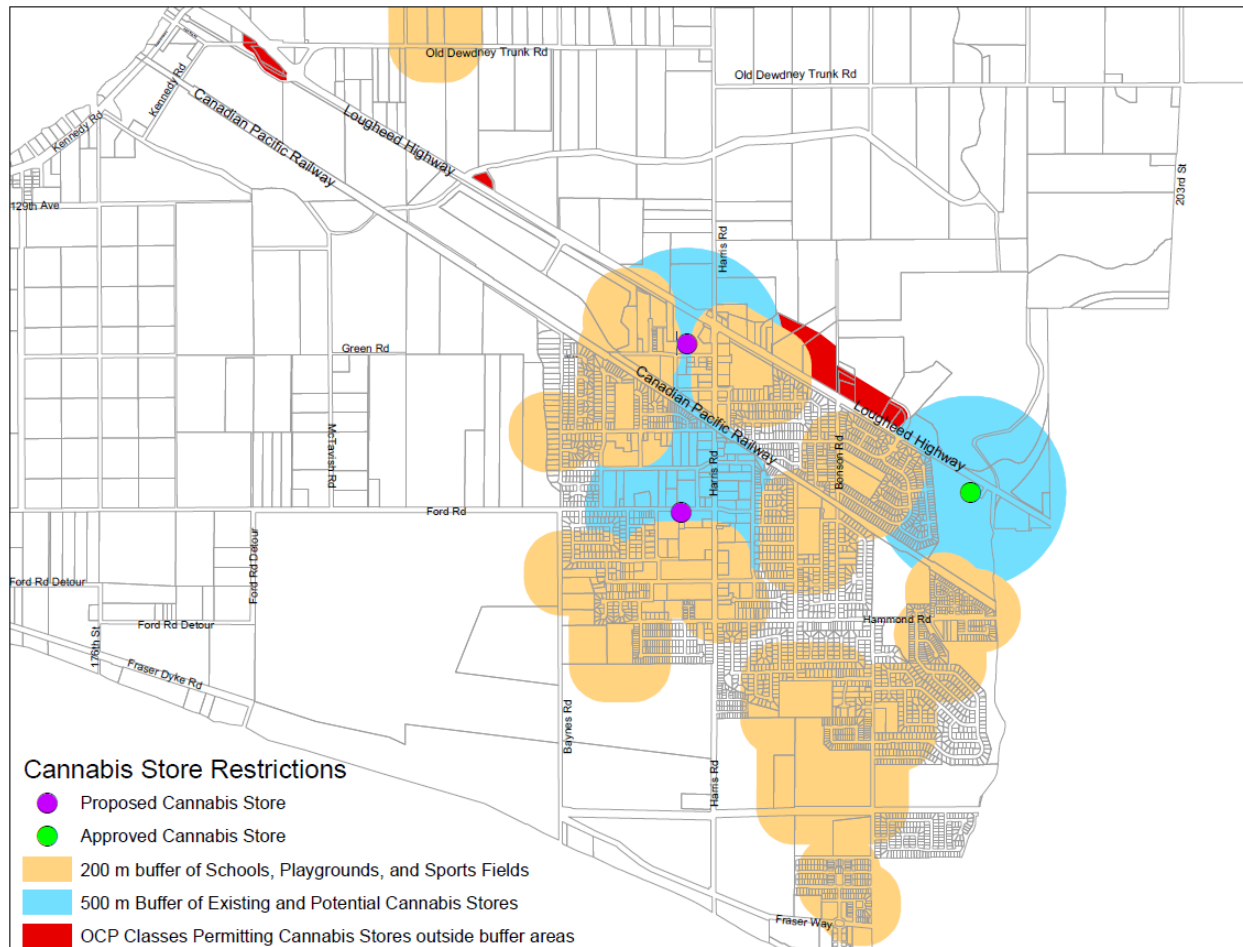 Old Dewdney Trunk Rd
Old Dewdney Trunk Rd
Kennedy Rd
Kennedy Rd
Canadian Pacific Railway
Lougheed Highway
203rd St
129th Ave
Harris Rd
Green Rd
Canadian Pacific Railway
Lougheed Highway
McTavish Rd
Harris Rd
Bonson Rd
Ford Rd
Ford Rd Detour
Ford Rd Detour
Ford Rd Detour
176th St
Hammond Rd
Fraser Dyke Rd
Baynes Rd
Harris Rd
Fraser Way
Cannabis Store Restrictions
Proposed Cannabis Store
Approved Cannabis Store
200 m buffer of Schools, Playgrounds, and Sports Fields
500 m Buffer of Existing and Potential Cannabis Stores
OCP Classes Permitting Cannabis Stores outside buffer areas